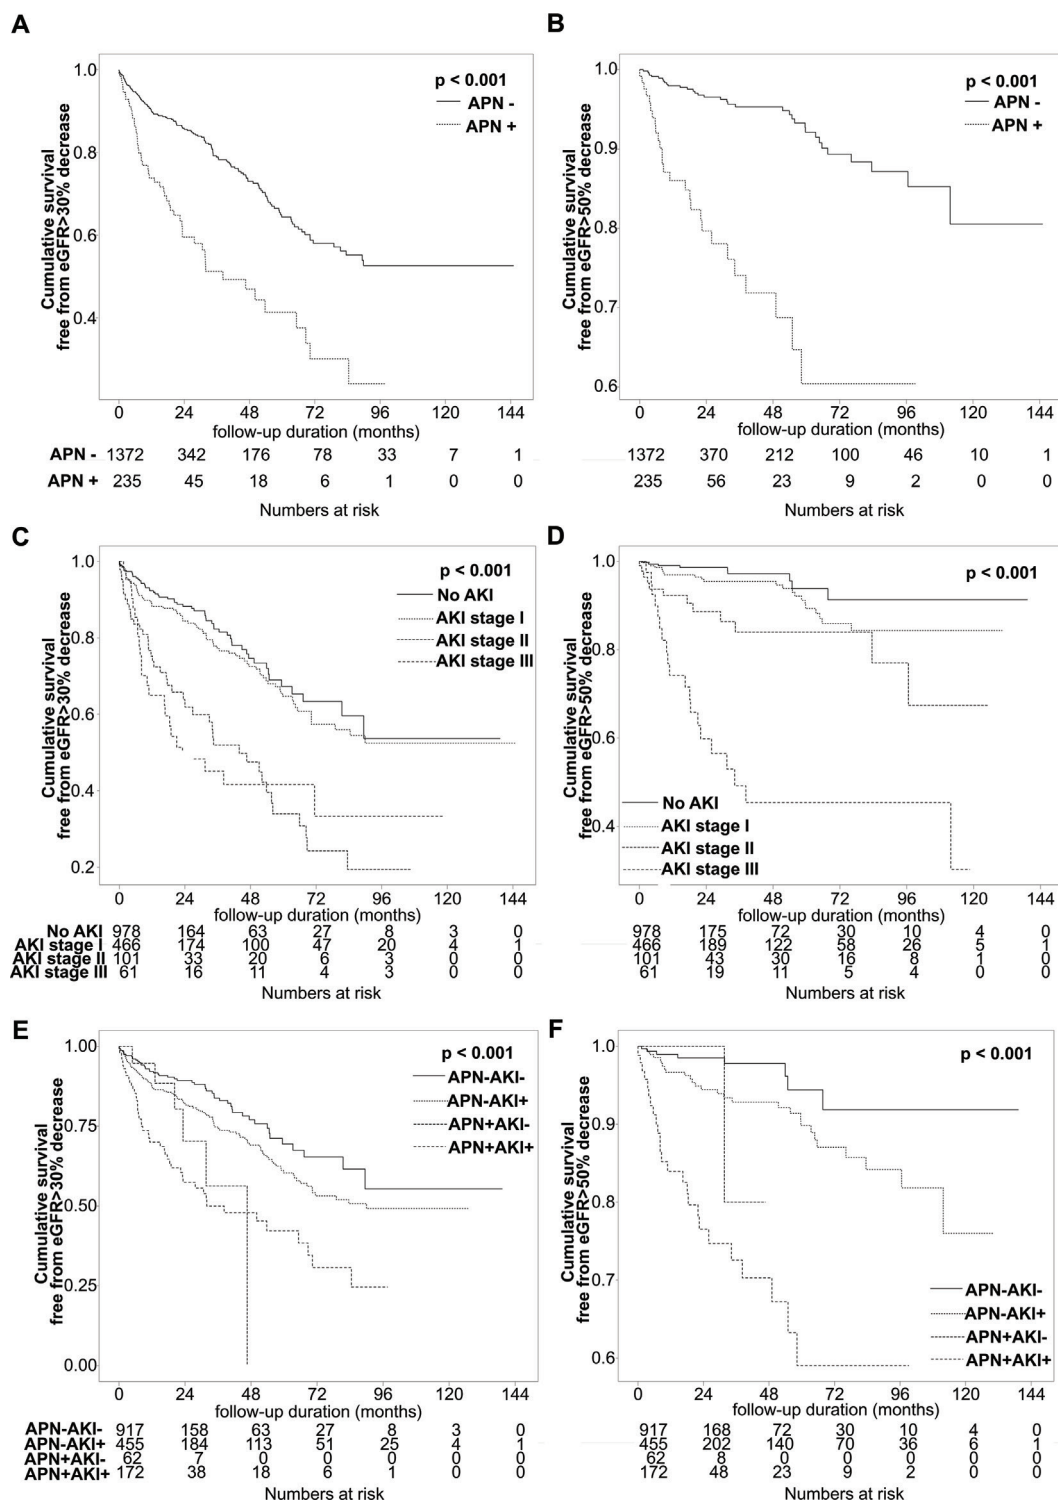 A
Cumulative survival
free from eGFR>30% decrease
1.0
0.8
0.6
0.4
p < 0.001
APN -
APN +
0 24 48 72 96 120 144
follow-up duration (months)
APN - 1372 342 176 78 33 7 1
APN + 235 45 18 6 1 0 0
Numbers at risk
B
Cumulative survival
free from eGFR>50% decrease
1.0
0.9
0.8
0.7
0.6
p < 0.001
APN -
APN +
0 24 48 72 96 120 144
follow-up duration (months)
1372 370 212 100 46 10 1
235 56 23 9 2 0 0
Numbers at risk
C
Cumulative survival
free from eGFR>30% decrease
1.0
0.8
0.6
0.4
0.2
p < 0.001
No AKI
AKI stage I
AKI stage II
AKI stage III
0 24 48 72 96 120 144
follow-up duration (months)
No AKI 978 164 63 27 8 3 0
AKI stage I 466 174 100 47 20 4 1
AKI stage II 101 33 20 6 3 0 0
AKI stage III 61 16 11 4 3 0 0
Numbers at risk
D
Cumulative survival
free from eGFR>50% decrease
1.0
0.8
0.6
0.4
p < 0.001
No AKI
AKI stage I
AKI stage II
AKI stage III
0 24 48 72 96 120 144
follow-up duration (months)
978 175 72 30 10 4 0
466 189 122 58 26 5 1
101 43 30 16 8 1 0
61 19 11 5 4 0 0
Numbers at risk
E
Cumulative survival
free from eGFR>30% decrease
1.00
0.75
0.50
0.25
0.00
p < 0.001
APN-AKI-
APN-AKI+
APN+AKI-
APN+AKI+
0 24 48 72 96 120 144
follow-up duration (months)
APN-AKI- 917 158 63 27 8 3 0
APN-AKI+ 455 184 113 51 25 4 1
APN+AKI- 62 7 0 0 0 0 0
APN+AKI+ 172 38 18 6 1 0 0
Numbers at risk
F
Cumulative survival
free from eGFR>50% decrease
1.0
0.9
0.8
0.7
0.6
p < 0.001
APN-AKI-
APN-AKI+
APN+AKI-
APN+AKI+
0 24 48 72 96 120 144
follow-up duration (months)
917 168 72 30 10 4 0
455 202 140 70 36 6 1
62 8 0 0 0 0 0
172 48 23 9 2 0 0
Numbers at risk